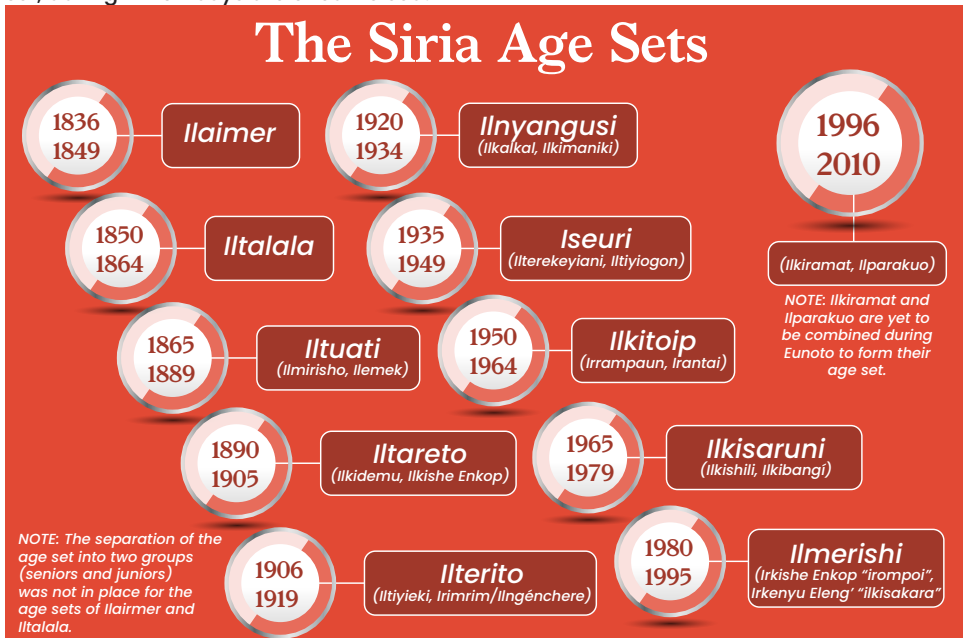 The Siria Age Sets
1836
1849
Ilaimer
1850
1864
Iltalala
1865
1889
Iltuati
(Ilmirisho, Ilemek)
1890
1905
Iltareto
(Ilkidemu, Ilkishe Enkop)
1906
1919
Ilterito
(Iltiyieki, Irimrim/Ilngénchere)
1920
1934
Ilnyangusi
(Ilkalkal, Ilkimaniki)
1935
1949
Iseuri
(Ilterekeyiani, Iltiyiogon)
1950
1964
Ilkitoip
(Irrampaun, Irantai)
1965
1979
Ilkisaruni
(Ilkishili, Ilkibangí)
1980
1995
Ilmerishi
(Irkishe Enkop “irompoi”,
Irkenyu Eleng’ “ilkisakara”
1996
2010
(Ilkiramat, Ilparakuo)
NOTE: Ilkiramat and
Ilparakuo are yet to
be combined during
Eunoto to form their
age set.
NOTE: The separation of the
age set into two groups
(seniors and juniors)
was not in place for the
age sets of Ilairmer and
Iltalala.